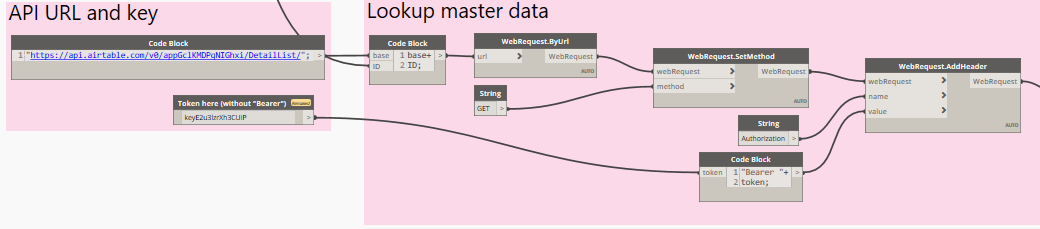 API URL and key
Lookup master data
Code Block
1 "https://api.airtable.com/v0/appGc1KMDPqNIGhxi/DetailList/"; >
Token here (without "Bearer")
keyE2u3IzrXh3CUiP >
Code Block
base 1 base+ >
ID 2 ID;
WebRequest.ByUrl
url > WebRequest
AUTO
String
GET >
WebRequest.SetMethod
webRequest > WebRequest
method >
AUTO
String
Authorization >
Code Block
token 1 "Bearer "+ >
2 token;
WebRequest.AddHeader
webRequest > WebRequest
name >
value >
AUTO